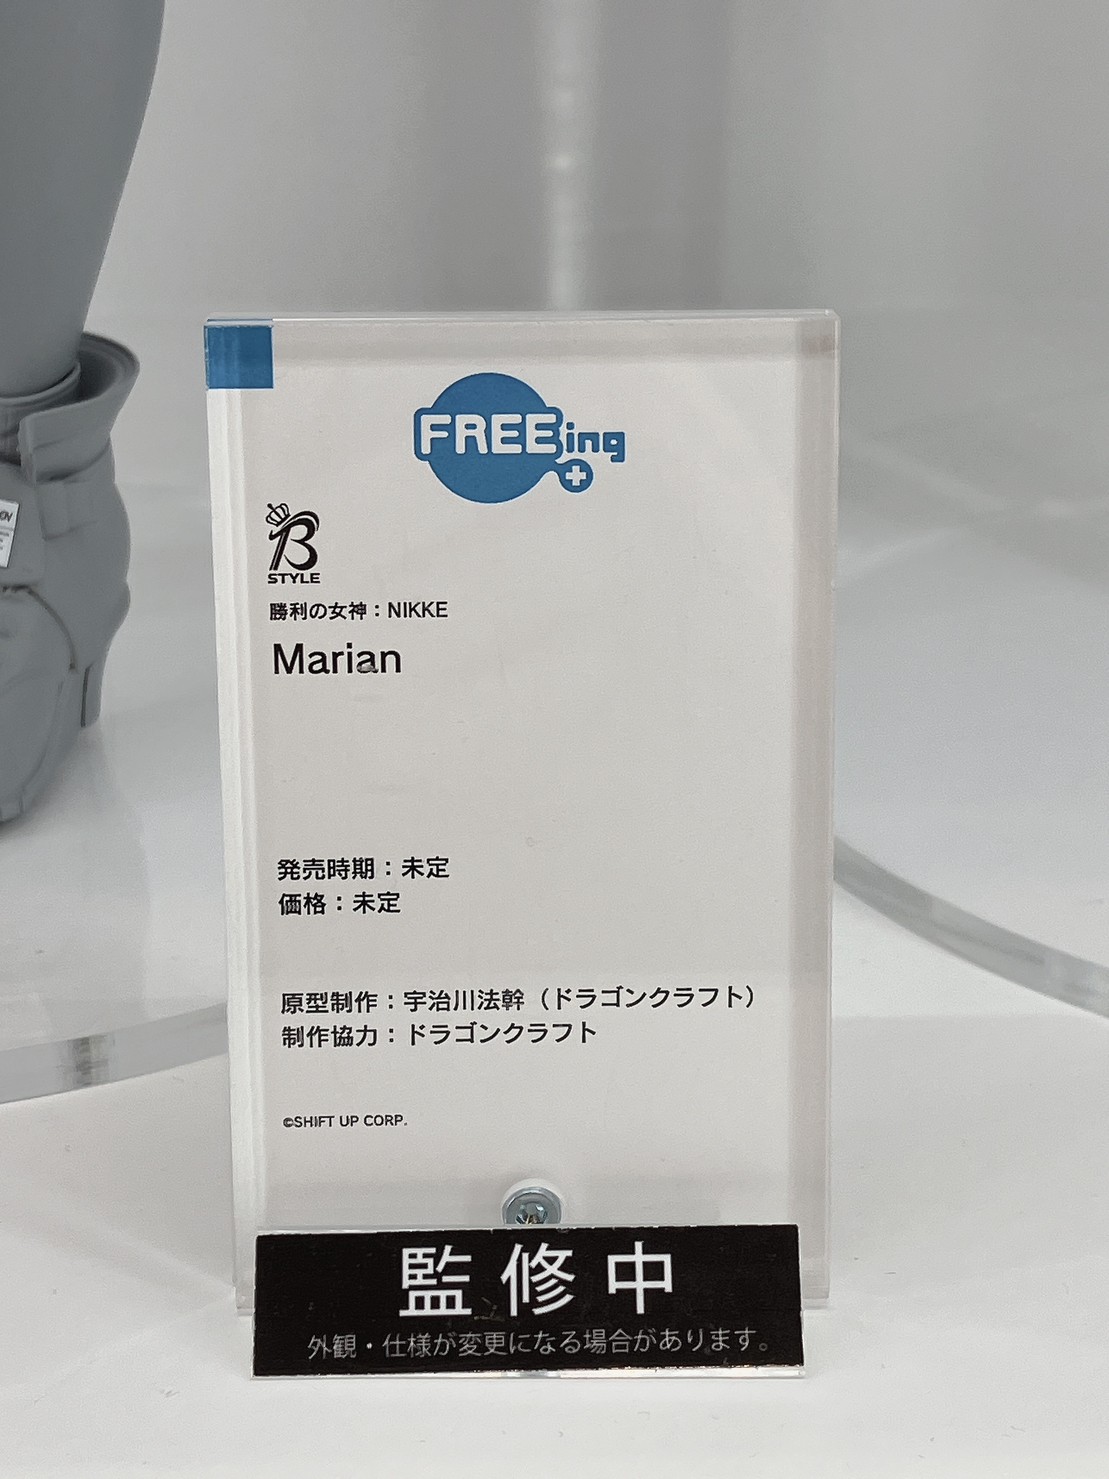 FREEing
B
STYLE
勝利の女神：NIKKE
Marian
発売時期：未定
価格：未定
原型制作：宇治川法幹（ドラゴンクラフト）
制作協力：ドラゴンクラフト
©SHIFT UP CORP.
監修中
外観・仕様が変更になる場合があります。